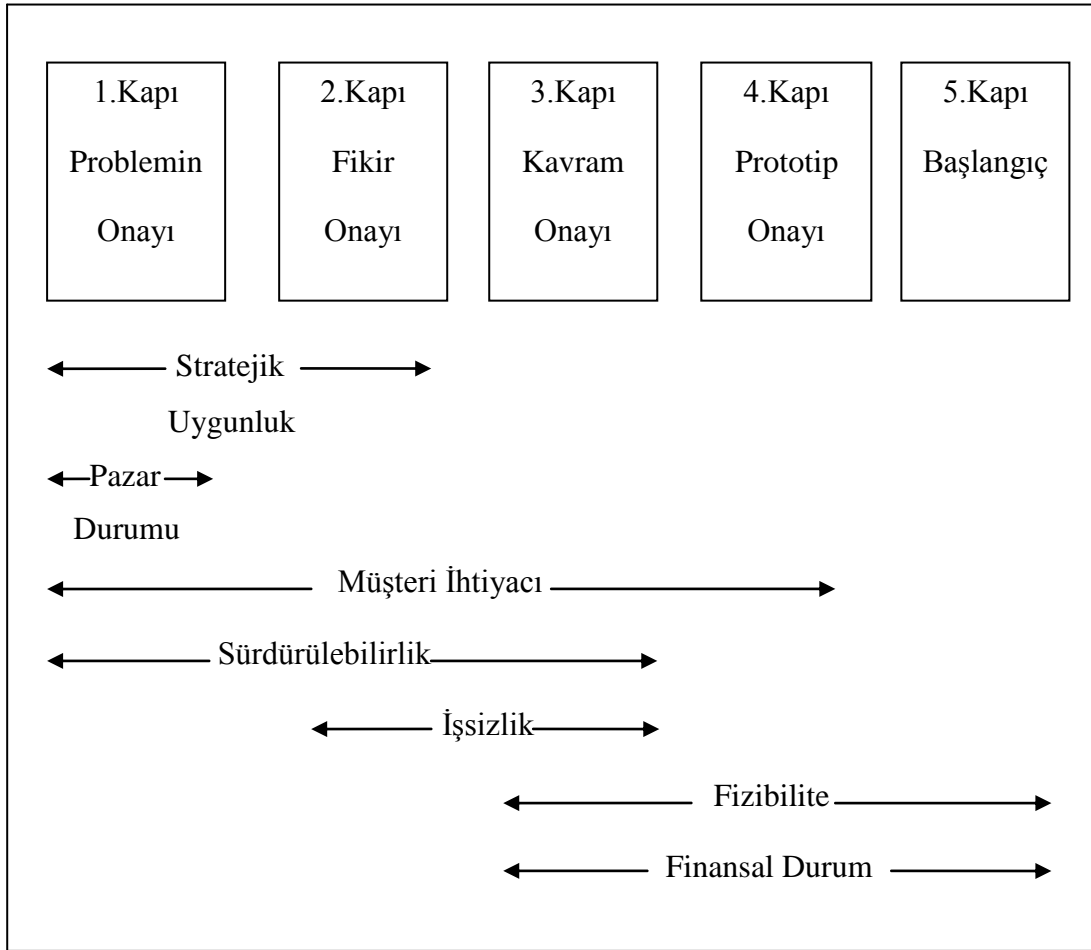 1.Kapı
Problemin
Onayı
2.Kapı
Fikir
Onayı
3.Kapı
Kavram
Onayı
4.Kapı
Prototip
Onayı
5.Kapı
Başlangıç
Stratejik
Uygunluk
Pazar
Durumu
Müşteri İhtiyacı
Sürdürülebilirlik
İşsizlik
Fizibilite
Finansal Durum